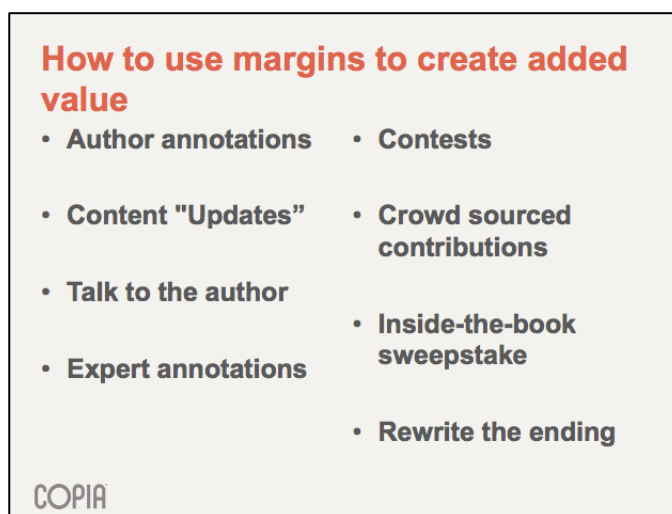 How to use margins to create added
value
• Author annotations
• Content "Updates”
• Talk to the author
• Expert annotations
• Contests
• Crowd sourced
contributions
• Inside-the-book
sweepstake
• Rewrite the ending
COPIA